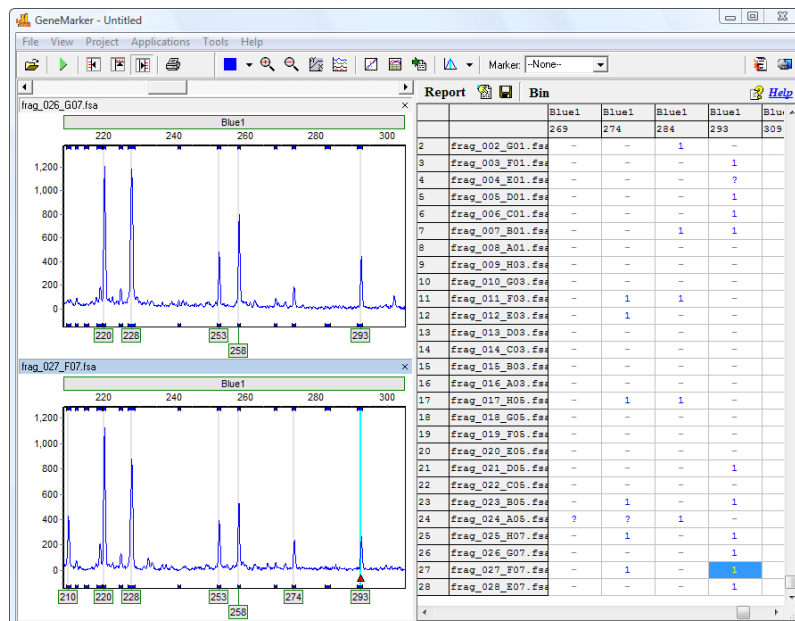 GeneMarker - Untitled
File View Project Applications Tools Help
Marker: --None--
Report Bin Help
frag_026_G07.fsa
Blue1
220 240 260 280 300
1,200
1,000
800
600
400
200
0
220 228 253 293
258
frag_027_F07.fsa
Blue1
220 240 260 280 300
1,200
1,000
800
600
400
200
0
210 220 228 253 274 293
258
Blue1 Blue1 Blue1 Blue1
269 274 284 293 309
2 frag_002_G01.fsa - - 1 -
3 frag_003_F01.fsa - - - 1
4 frag_004_E01.fsa - - - ?
5 frag_005_D01.fsa - - - 1
6 frag_006_C01.fsa - - - 1
7 frag_007_B01.fsa - - 1 1
8 frag_008_A01.fsa - - - -
9 frag_009_H03.fsa - - - -
10 frag_010_G03.fsa - - - -
11 frag_011_F03.fsa - 1 1 -
12 frag_012_E03.fsa - 1 - -
13 frag_013_D03.fsa - - - -
14 frag_014_C03.fsa - - - -
15 frag_015_B03.fsa - - - -
16 frag_016_A03.fsa - - - -
17 frag_017_H05.fsa - 1 1 -
18 frag_018_G05.fsa - - - -
19 frag_019_F05.fsa - - - -
20 frag_020_E05.fsa - - - -
21 frag_021_D05.fsa - - - 1
22 frag_022_C05.fsa - - - -
23 frag_023_B05.fsa - 1 - 1
24 frag_024_A05.fsa ? ? 1 -
25 frag_025_H07.fsa - 1 - 1
26 frag_026_G07.fsa - - - 1
27 frag_027_F07.fsa - 1 - 1
28 frag_028_E07.fsa - - - 1